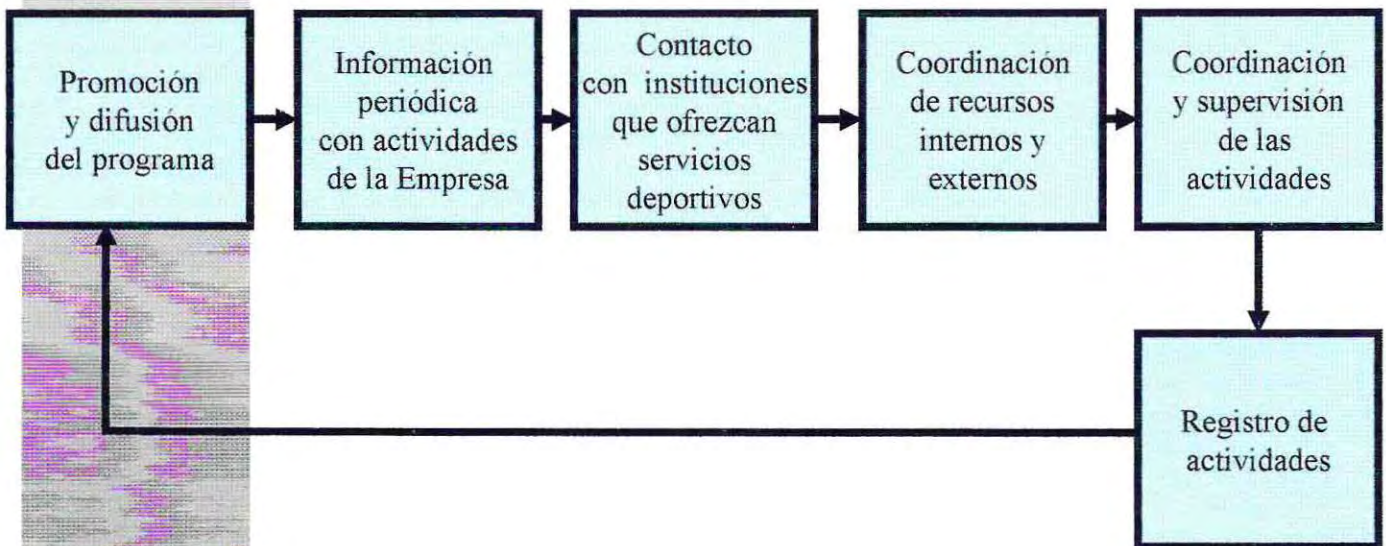 Promoción
y difusión
del programa
Información
periódica
con actividades
de la Empresa
Contacto
con instituciones
que ofrezcan
servicios
deportivos
Coordinación
de recursos
internos y
externos
Coordinación
y supervisión
de las
actividades
Registro de
actividades